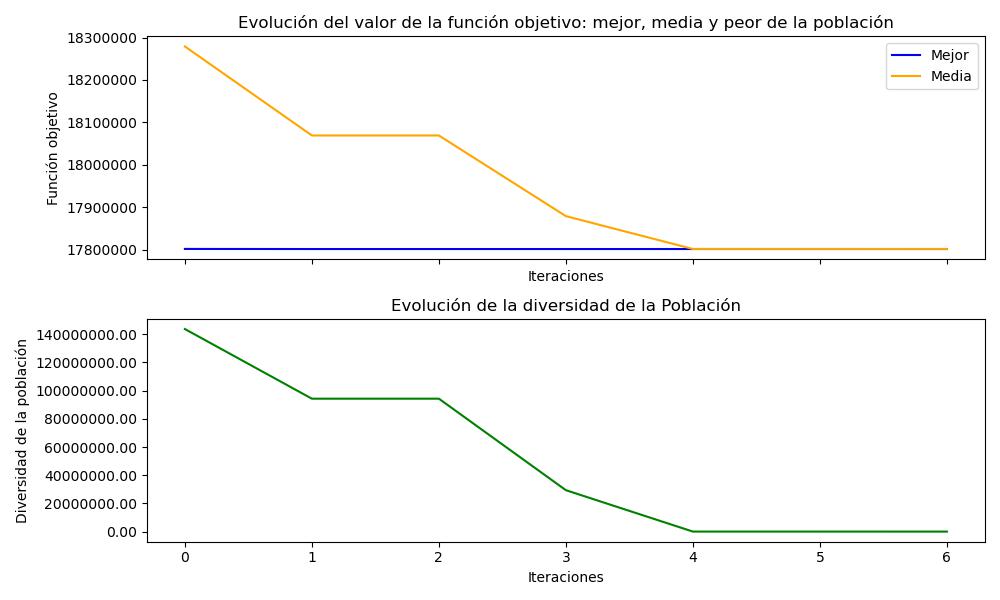 Evolución del valor de la función objetivo: mejor, media y peor de la población
18300000
18200000
18100000
18000000
17900000
17800000
Función objetivo
Mejor
Media
Iteraciones
Evolución de la diversidad de la Población
140000000.00
120000000.00
100000000.00
80000000.00
60000000.00
40000000.00
20000000.00
0.00
Diversidad de la población
0 1 2 3 4 5 6
Iteraciones